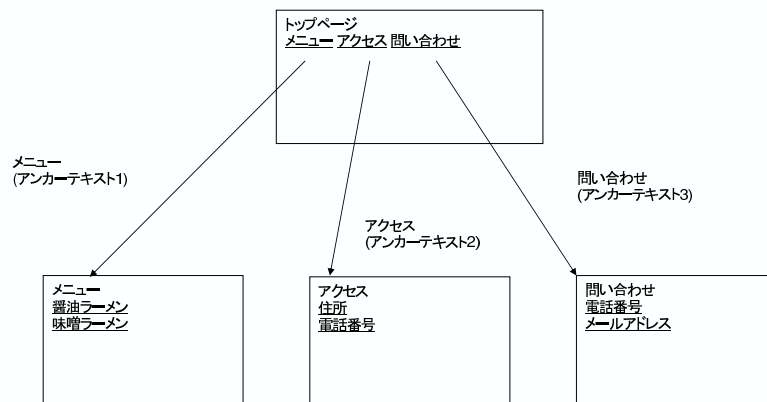 トップページ
メニュー アクセス 問い合わせ
メニュー
(アンカーテキスト1)
問い合わせ
(アンカーテキスト3)
アクセス
(アンカーテキスト2)
メニュー
醤油ラーメン
味噌ラーメン
アクセス
住所
電話番号
問い合わせ
電話番号
メールアドレス